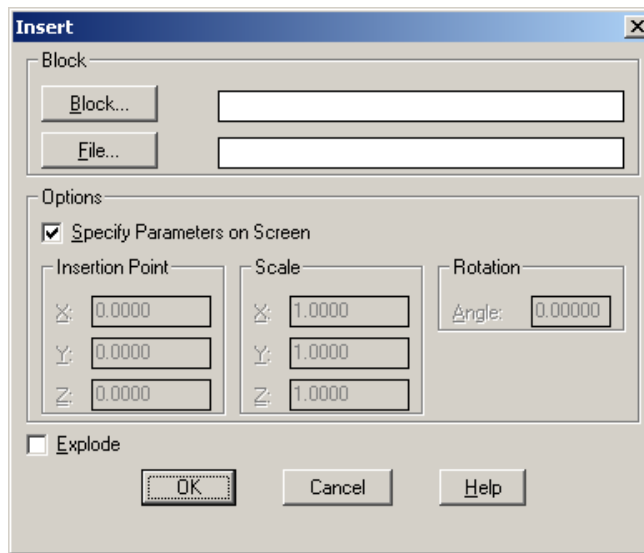 Insert
Block
Block...
File...
Options
Specify Parameters on Screen
Insertion Point
Scale
Rotation
X: 0.0000
X: 1.0000
Angle: 0.00000
Y: 0.0000
Y: 1.0000
Z: 0.0000
Z: 1.0000
Explode
OK
Cancel
Help